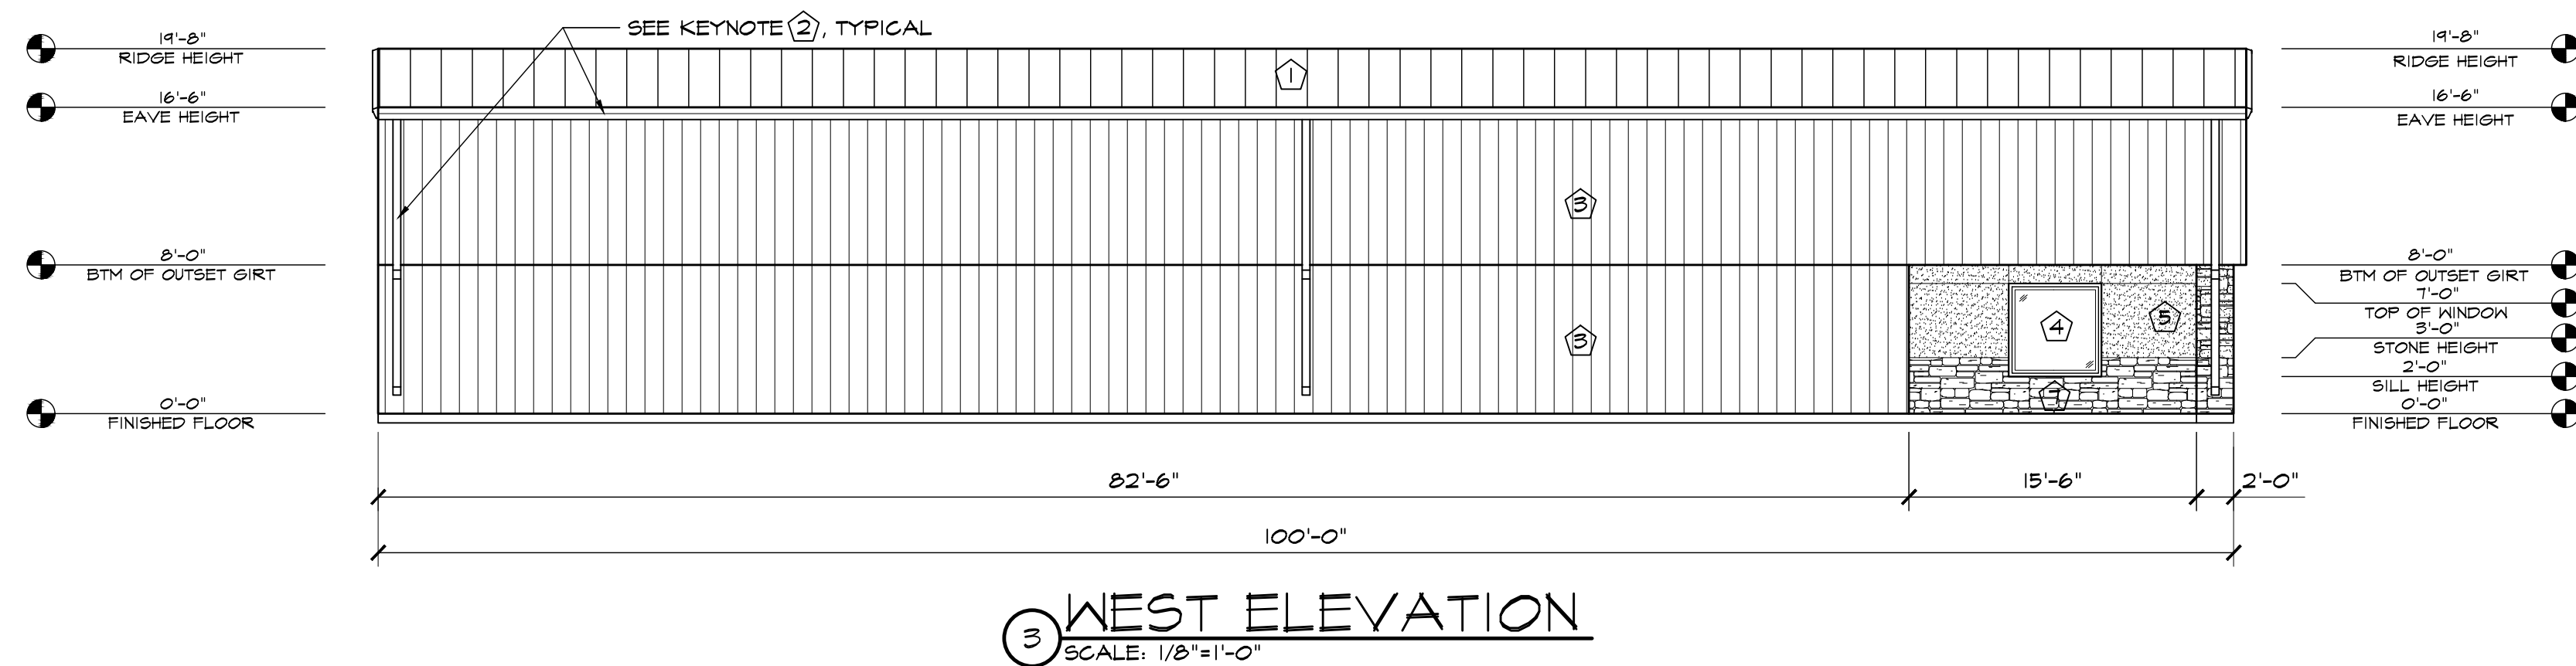 SEE KEYNOTE 2, TYPICAL
19'-8"
RIDGE HEIGHT
16'-6"
EAVE HEIGHT
8'-0"
BTM OF OUTSET GIRT
0'-0"
FINISHED FLOOR
1
3
3
4
5
7
19'-8"
RIDGE HEIGHT
16'-6"
EAVE HEIGHT
8'-0"
BTM OF OUTSET GIRT
7'-0"
TOP OF WINDOW
3'-0"
STONE HEIGHT
2'-0"
SILL HEIGHT
0'-0"
FINISHED FLOOR
82'-6"
15'-6"
2'-0"
100'-0"
3 WEST ELEVATION
SCALE: 1/8"=1'-0"